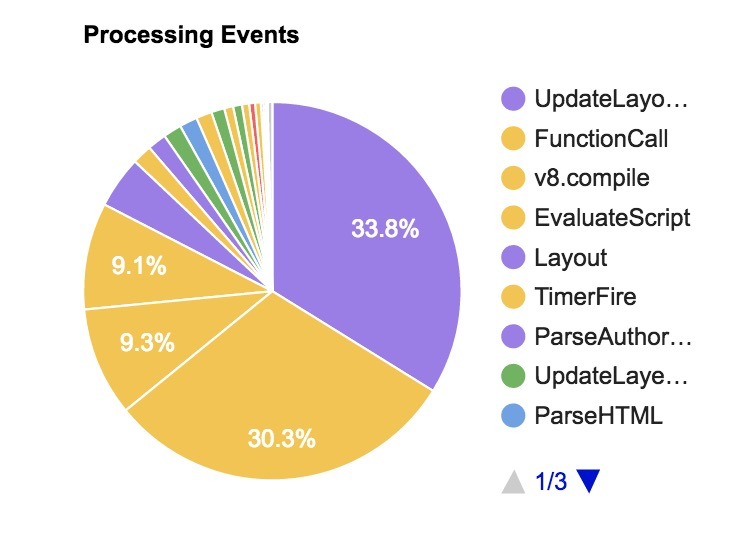 Processing Events
33.8%
9.1%
9.3%
30.3%
UpdateLayo...
FunctionCall
v8.compile
EvaluateScript
Layout
TimerFire
ParseAuthor...
UpdateLaye...
ParseHTML
1/3